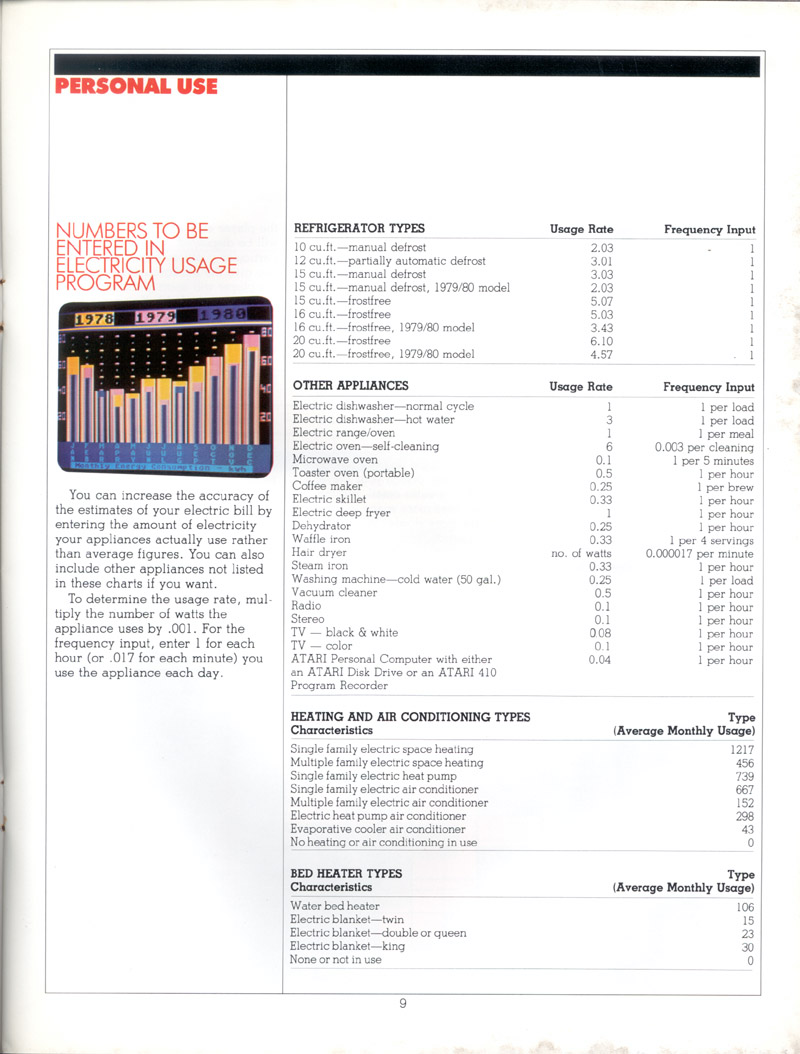 PERSONAL USE
NUMBERS TO BE
ENTERED IN
ELECTRICITY USAGE
PROGRAM
1978 1979 1980
80 80
60 60
40 40
20 20
Monthly Energy Consumption - kWh
You can increase the accuracy of
the estimates of your electric bill by
entering the amount of electricity
your appliances actually use rather
than average figures. You can also
include other appliances not listed
in these charts if you want.
To determine the usage rate, mul-
tiply the number of watts the
appliance uses by .001. For the
frequency input, enter 1 for each
hour (or .017 for each minute) you
use the appliance each day.
REFRIGERATOR TYPES Usage Rate Frequency Input
10 cu.ft.—manual defrost 2.03 1
12 cu.ft.—partially automatic defrost 3.01 1
15 cu.ft.—manual defrost 3.03 1
15 cu.ft.—manual defrost, 1979/80 model 2.03 1
15 cu.ft.—frostfree 5.07 1
16 cu.ft.—frostfree 5.03 1
16 cu.ft.—frostfree, 1979/80 model 3.43 1
20 cu.ft.—frostfree 6.10 1
20 cu.ft.—frostfree, 1979/80 model 4.57 1
OTHER APPLIANCES Usage Rate Frequency Input
Electric dishwasher—normal cycle 1 1 per load
Electric dishwasher—hot water 3 1 per load
Electric range/oven 1 1 per meal
Electric oven—self-cleaning 6 0.003 per cleaning
Microwave oven 0.1 1 per 5 minutes
Toaster oven (portable) 0.5 1 per hour
Coffee maker 0.25 1 per brew
Electric skillet 0.33 1 per hour
Electric deep fryer 1 1 per hour
Dehydrator 0.25 1 per hour
Waffle iron 0.33 1 per 4 servings
Hair dryer no. of watts 0.000017 per minute
Steam iron 0.33 1 per hour
Washing machine—cold water (50 gal.) 0.25 1 per load
Vacuum cleaner 0.5 1 per hour
Radio 0.1 1 per hour
Stereo 0.1 1 per hour
TV — black & white 0.08 1 per hour
TV — color 0.1 1 per hour
ATARI Personal Computer with either 0.04 1 per hour
an ATARI Disk Drive or an ATARI 410
Program Recorder
HEATING AND AIR CONDITIONING TYPES Type
Characteristics (Average Monthly Usage)
Single family electric space heating 1217
Multiple family electric space heating 456
Single family electric heat pump 739
Single family electric air conditioner 667
Multiple family electric air conditioner 152
Electric heat pump air conditioner 298
Evaporative cooler air conditioner 43
No heating or air conditioning in use 0
BED HEATER TYPES Type
Characteristics (Average Monthly Usage)
Water bed heater 106
Electric blanket—twin 15
Electric blanket—double or queen 23
Electric blanket—king 30
None or not in use 0
9